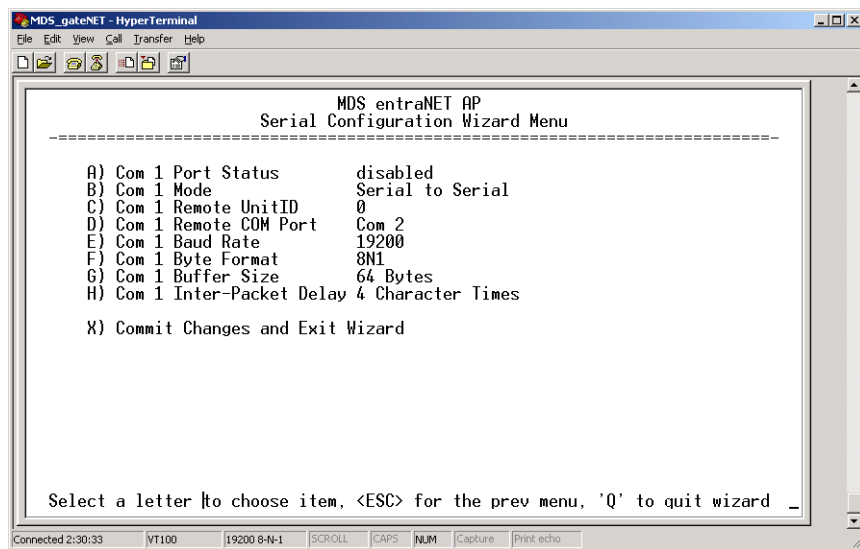 MDS_gateNET - HyperTerminal
File Edit View Call Transfer Help
MDS entraNET AP
Serial Configuration Wizard Menu
-==========================================================================-
A) Com 1 Port Status disabled
B) Com 1 Mode Serial to Serial
C) Com 1 Remote UnitID 0
D) Com 1 Remote COM Port Com 2
E) Com 1 Baud Rate 19200
F) Com 1 Byte Format 8N1
G) Com 1 Buffer Size 64 Bytes
H) Com 1 Inter-Packet Delay 4 Character Times
X) Commit Changes and Exit Wizard
Select a letter to choose item, <ESC> for the prev menu, 'Q' to quit wizard _
Connected 2:30:33 VT100 19200 8-N-1 SCROLL CAPS NUM Capture Print echo